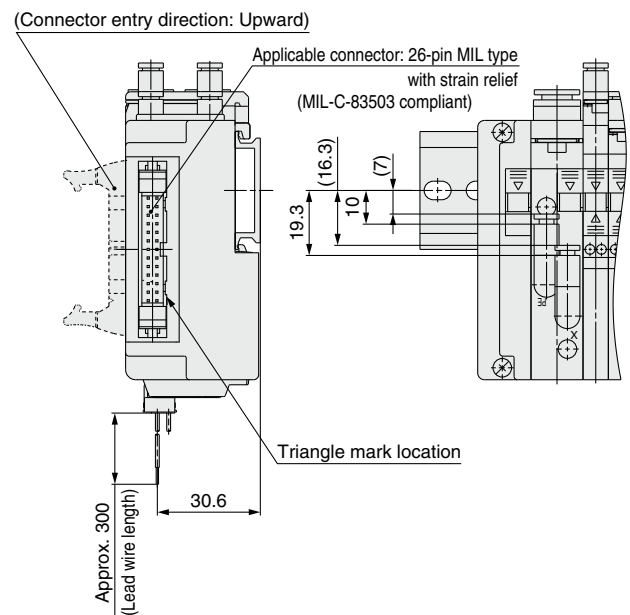 (Connector entry direction: Upward)
Applicable connector: 26-pin MIL type
with strain relief
(MIL-C-83503 compliant)
(16.3)
(7)
19.3
10
PE
X
Triangle mark location
30.6
Approx. 300
(Lead wire length)